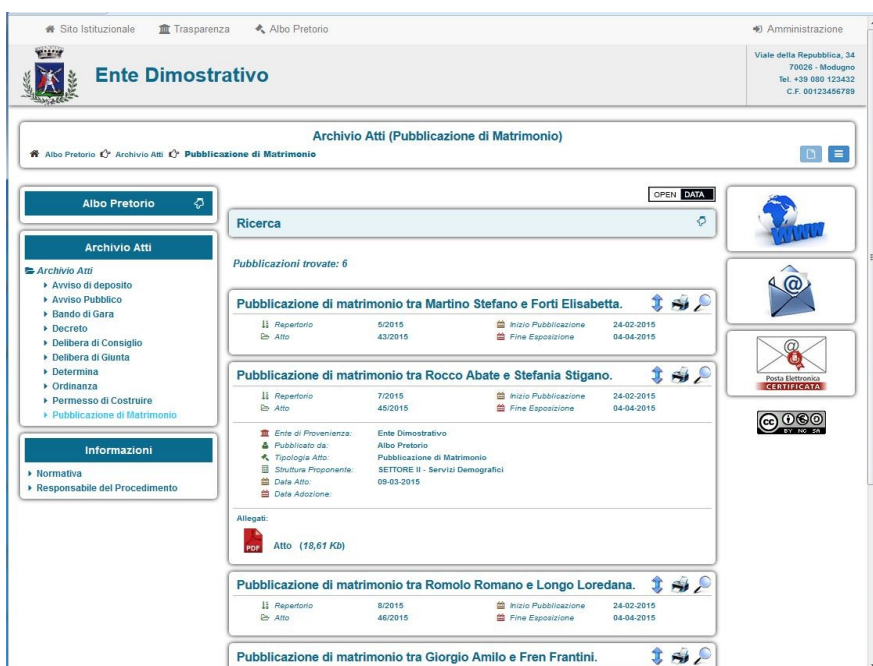 Sito Istituzionale Trasparenza Albo Pretorio Amministrazione
Ente Dimostrativo
Viale della Repubblica, 34
70026 - Modugno
Tel. +39 080 123432
C.F. 00123456789
Archivio Atti (Pubblicazione di Matrimonio)
Albo Pretorio Archivio Atti Pubblicazione di Matrimonio
Albo Pretorio
Archivio Atti
Archivio Atti
Avviso di deposito
Avviso Pubblico
Bando di Gara
Decreto
Delibera di Consiglio
Delibera di Giunta
Determina
Ordinanza
Permesso di Costruire
Pubblicazione di Matrimonio
Informazioni
Normativa
Responsabile del Procedimento
OPEN DATA
Ricerca
Pubblicazioni trovate: 6
Pubblicazione di matrimonio tra Martino Stefano e Forti Elisabetta.
Repertorio 5/2015 Inizio Pubblicazione 24-02-2015
Atto 43/2015 Fine Esposizione 04-04-2015
Pubblicazione di matrimonio tra Rocco Abate e Stefania Stigano.
Repertorio 7/2015 Inizio Pubblicazione 24-02-2015
Atto 45/2015 Fine Esposizione 04-04-2015
Ente di Provenienza: Ente Dimostrativo
Pubblicato da: Albo Pretorio
Tipologia Atto: Pubblicazione di Matrimonio
Struttura Proponente: SETTORE II - Servizi Demografici
Data Atto: 09-03-2015
Data Adozione:
Allegati:
PDF Atto (18,61 Kb)
Pubblicazione di matrimonio tra Romolo Romano e Longo Loredana.
Repertorio 8/2015 Inizio Pubblicazione 24-02-2015
Atto 46/2015 Fine Esposizione 04-04-2015
Pubblicazione di matrimonio tra Giorgio Amilo e Fren Frantini.
WWW
@
@
Posta Elettronica
CERTIFICATA
cc
BY NC SA